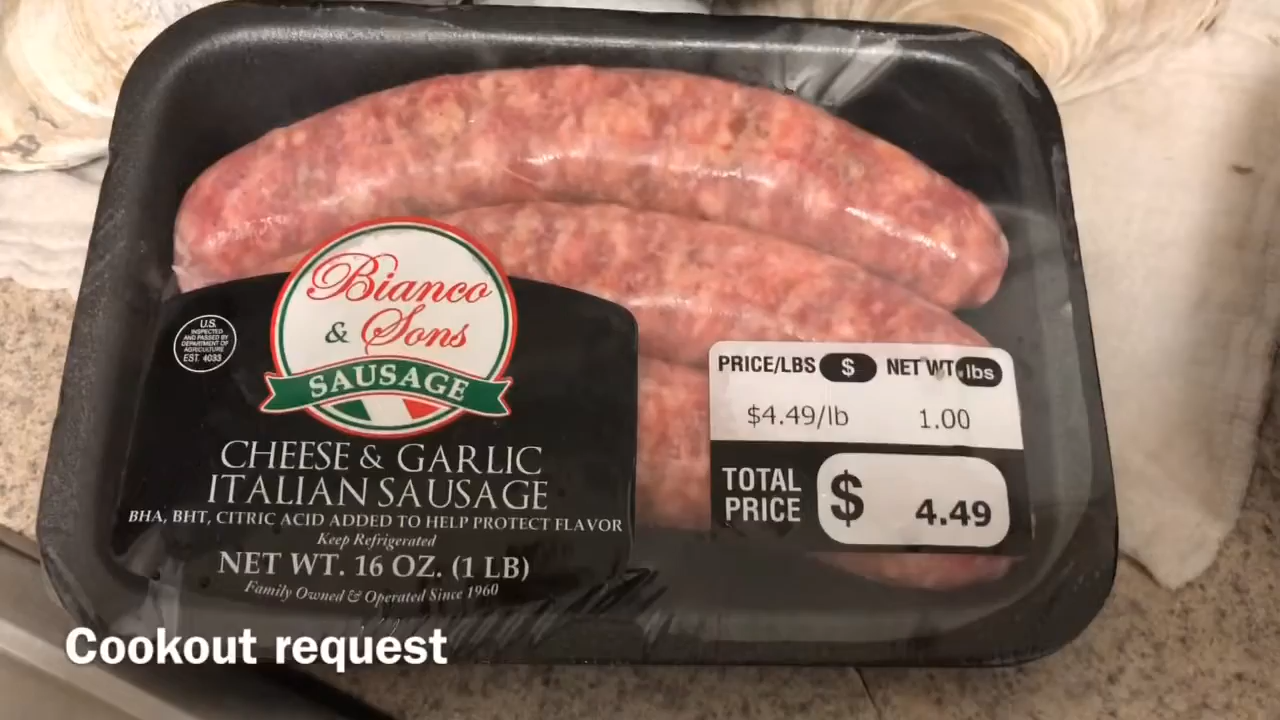 Bianco
& Sons
SAUSAGE
U.S.
INSPECTED
AND PASSED BY
DEPARTMENT OF
AGRICULTURE
EST. 4033
CHEESE & GARLIC
ITALIAN SAUSAGE
BHA, BHT, CITRIC ACID ADDED TO HELP PROTECT FLAVOR
Keep Refrigerated
NET WT. 16 OZ. (1 LB)
Family Owned & Operated Since 1960
PRICE/LBS $ NET WT. lbs
$4.49/lb 1.00
TOTAL
PRICE $ 4.49
Cookout request